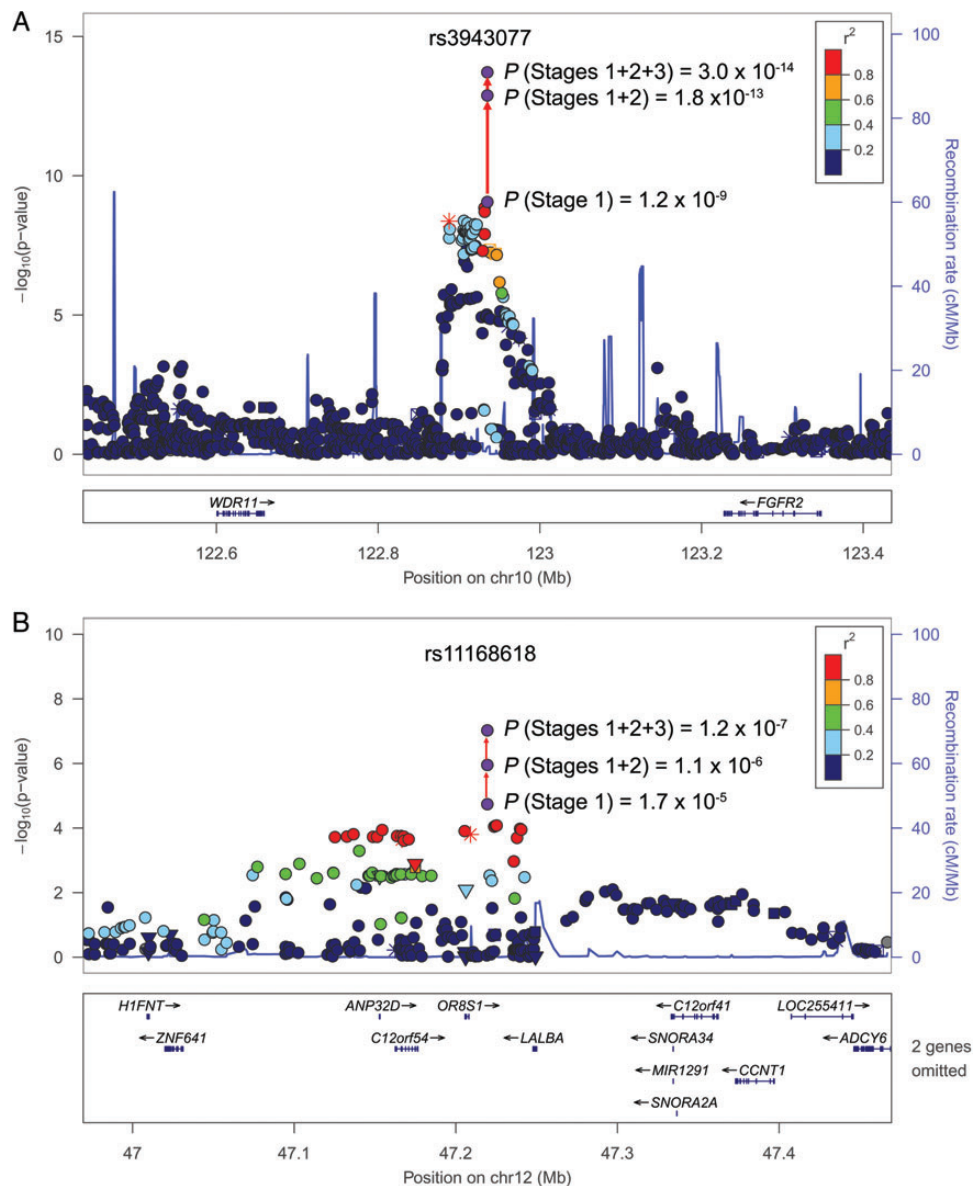 A
rs3943077
r²
0.8
0.6
0.4
0.2
P (Stages 1+2+3) = 3.0 x 10⁻¹⁴
P (Stages 1+2) = 1.8 x10⁻¹³
P (Stage 1) = 1.2 x 10⁻⁹
−log₁₀(p−value)
15
10
5
0
Recombination rate (cM/Mb)
100
80
60
40
20
0
WDR11→
←FGFR2
122.6
122.8
123
123.2
123.4
Position on chr10 (Mb)
B
rs11168618
r²
0.8
0.6
0.4
0.2
P (Stages 1+2+3) = 1.2 x 10⁻⁷
P (Stages 1+2) = 1.1 x 10⁻⁶
P (Stage 1) = 1.7 x 10⁻⁵
−log₁₀(p−value)
10
8
6
4
2
0
Recombination rate (cM/Mb)
100
80
60
40
20
0
H1FNT→ ANP32D→ OR8S1→ ←C12orf41 LOC255411→
←ZNF641 C12orf54→ ←LALBA ←SNORA34 ←ADCY6
←MIR1291 ←CCNT1
←SNORA2A
2 genes
omitted
47
47.1
47.2
47.3
47.4
Position on chr12 (Mb)